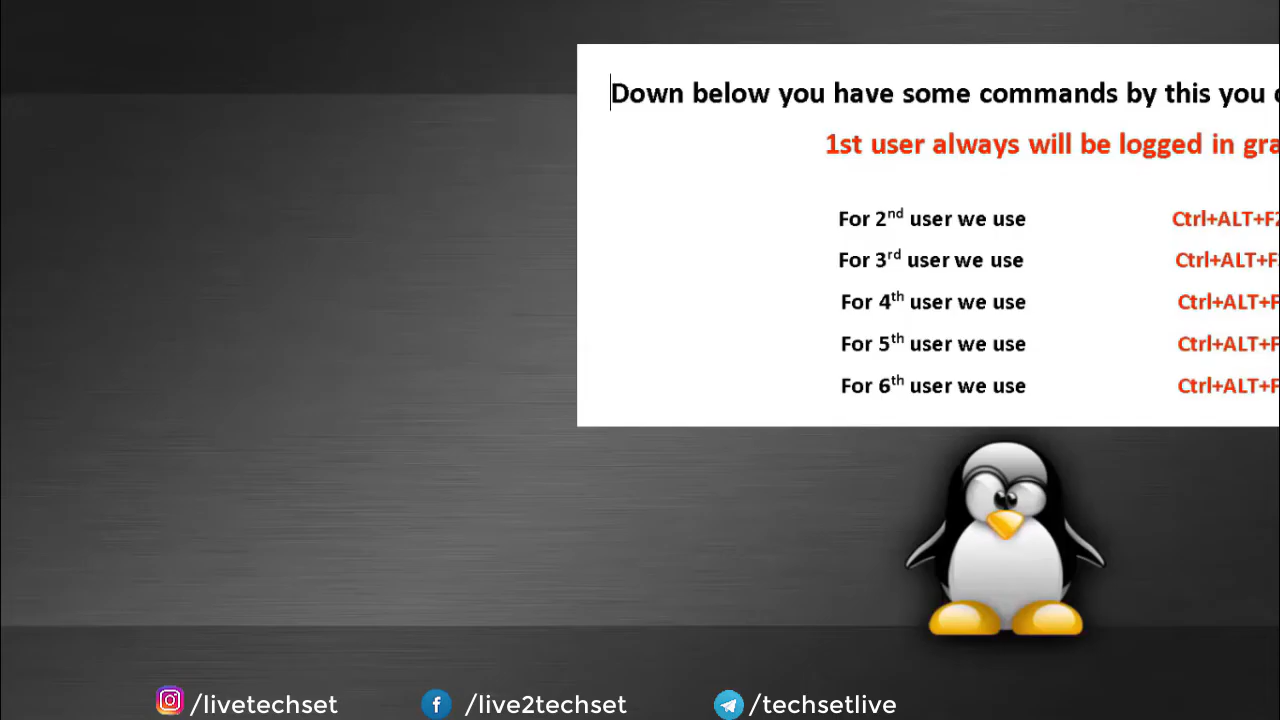 Down below you have some commands by this you
1st user always will be logged in
For 2nd user we use Ctrl+ALT+F2
For 3rd user we use Ctrl+ALT+F
For 4th user we use Ctrl+ALT+F
For 5th user we use Ctrl+ALT+F
For 6th user we use Ctrl+ALT+F
/livetechset /live2techset /techsetlive